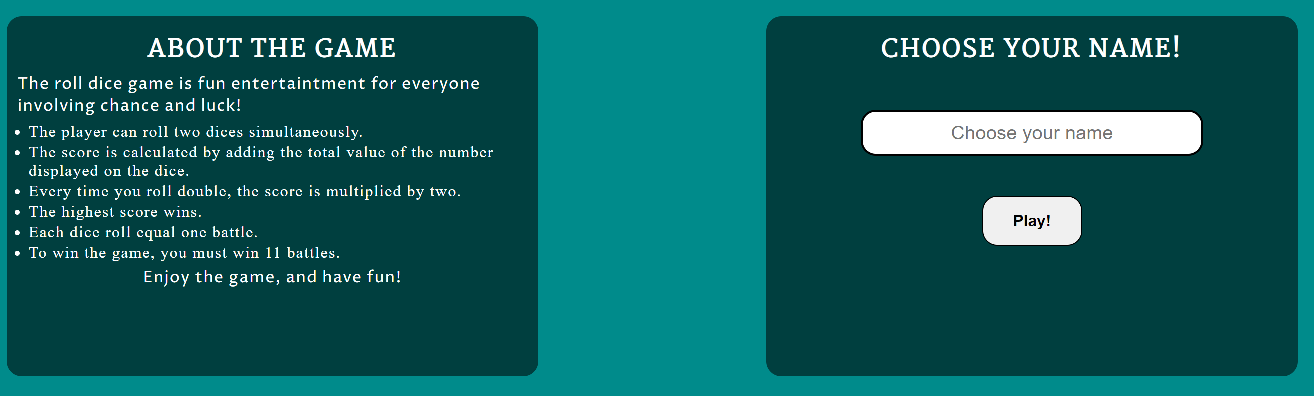 ABOUT THE GAME
The roll dice game is fun entertaintment for everyone
involving chance and luck!
• The player can roll two dices simultaneously.
• The score is calculated by adding the total value of the number
displayed on the dice.
• Every time you roll double, the score is multiplied by two.
• The highest score wins.
• Each dice roll equal one battle.
• To win the game, you must win 11 battles.
Enjoy the game, and have fun!
CHOOSE YOUR NAME!
Choose your name
Play!